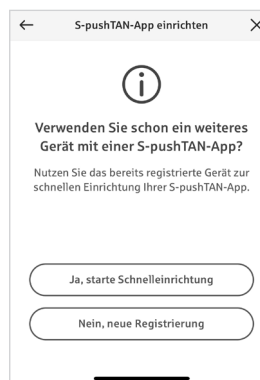 S-pushTAN-App einrichten
Verwenden Sie schon ein weiteres
Gerät mit einer S-pushTAN-App?
Nutzen Sie das bereits registrierte Gerät zur
schnellen Einrichtung Ihrer S-pushTAN-App.
Ja, starte Schnelleinrichtung
Nein, neue Registrierung